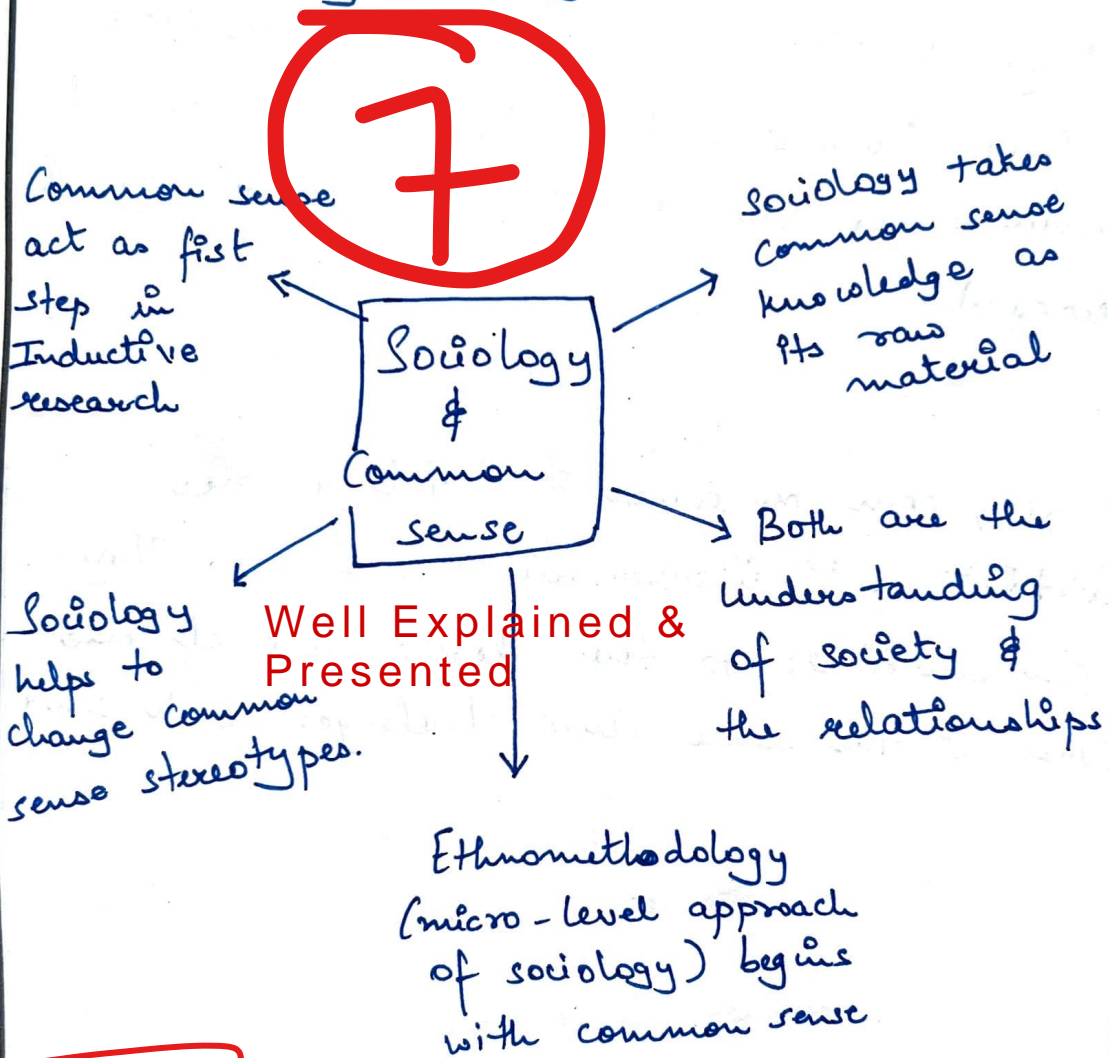 7
Common sense
act as fist
step in
Inductive
research
Sociology takes
common sense
knowledge as
its raw
material
Sociology
&
Common
sense
Sociology
helps to
change common
sense stereotypes.
Well Explained &
Presented
Both are the
understanding
of society &
the relationships
Ethnomethodology
(micro-level approach
of sociology) begins
with common sense